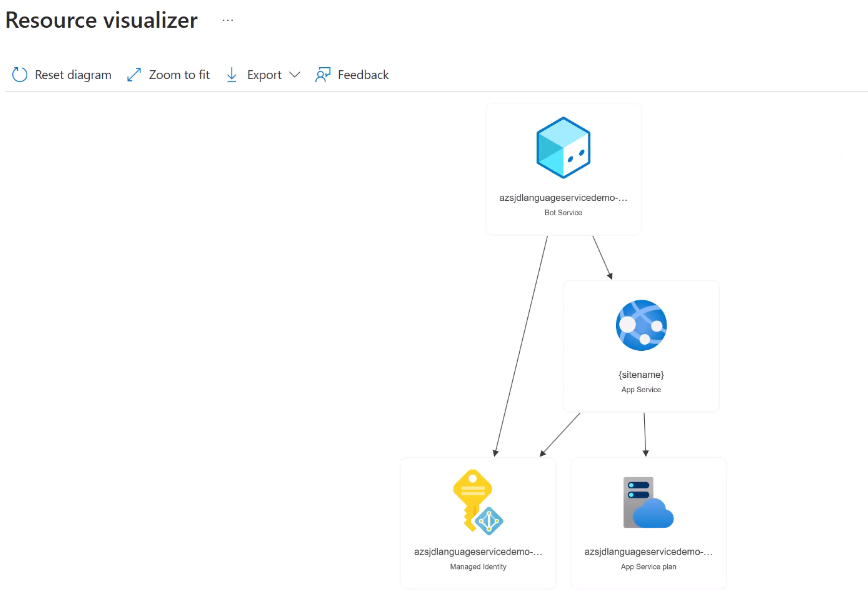 Resource visualizer ...
Reset diagram Zoom to fit Export Feedback
azsjdlanguageservicedemo-...
Bot Service
{sitename}
App Service
azsjdlanguageservicedemo-... azsjdlanguageservicedemo-...
Managed Identity App Service plan